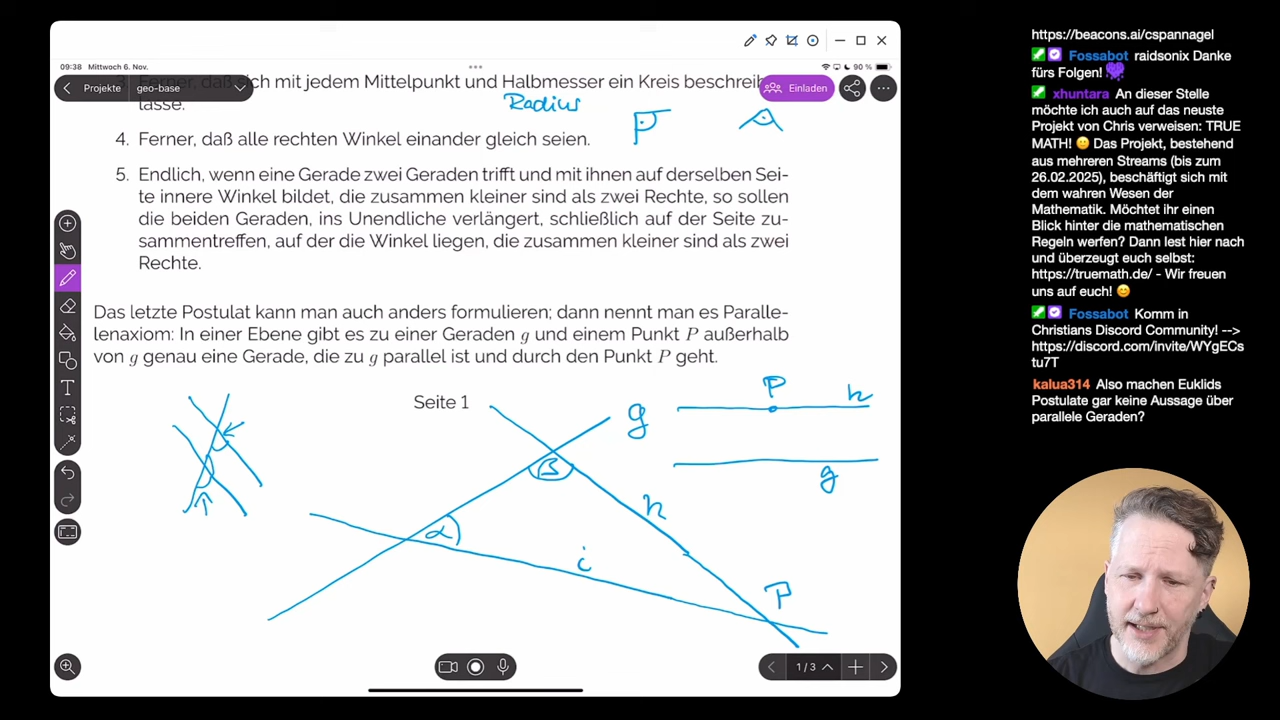 09:38 Mittwoch 6. Nov.
90 %
3. Ferner, daß sich mit jedem Mittelpunkt und Halbmesser ein Kreis beschreib
Projekte
geo-base
Einladen
lasse.
Radius
4. Ferner, daß alle rechten Winkel einander gleich seien.
5. Endlich, wenn eine Gerade zwei Geraden trifft und mit ihnen auf derselben Sei-
te innere Winkel bildet, die zusammen kleiner sind als zwei Rechte, so sollen
die beiden Geraden, ins Unendliche verlängert, schließlich auf der Seite zu-
sammentreffen, auf der die Winkel liegen, die zusammen kleiner sind als zwei
Rechte.
Das letzte Postulat kann man auch anders formulieren; dann nennt man es Paralle-
lenaxiom: In einer Ebene gibt es zu einer Geraden g und einem Punkt P außerhalb
von g genau eine Gerade, die zu g parallel ist und durch den Punkt P geht.
Seite 1
g
P
h
β
g
h
α
i
P
1/3
https://beacons.ai/cspannagel
Fossabot raidsonix Danke
fürs Folgen!
xhuntara An dieser Stelle
möchte ich auch auf das neuste
Projekt von Chris verweisen: TRUE
MATH! 🙂 Das Projekt, bestehend
aus mehreren Streams (bis zum
26.02.2025), beschäftigt sich mit
dem wahren Wesen der
Mathematik. Möchtet ihr einen
Blick hinter die mathematischen
Regeln werfen? Dann lest hier nach
und überzeugt euch selbst:
https://truemath.de/ - Wir freuen
uns auf euch! 😊
Fossabot Komm in
Christians Discord Community! -->
https://discord.com/invite/WYgECs
tu7T
kalua314 Also machen Euklids
Postulate gar keine Aussage über
parallele Geraden?